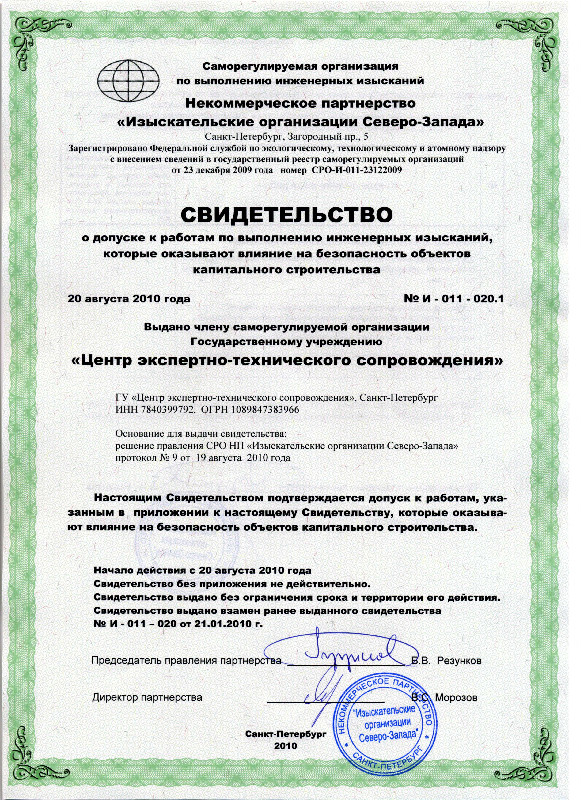 Саморегулируемая организация
по выполнению инженерных изысканий
Некоммерческое партнерство
«Изыскательские организации Северо-Запада»
Санкт-Петербург, Загородный пр., 5
Зарегистрировано Федеральной службой по экологическому, технологическому и атомному надзору
с внесением сведений в государственный реестр саморегулируемых организаций
от 23 декабря 2009 года номер СРО-И-011-23122009
СВИДЕТЕЛЬСТВО
о допуске к работам по выполнению инженерных изысканий,
которые оказывают влияние на безопасность объектов
капитального строительства
20 августа 2010 года № И - 011 - 020.1
Выдано члену саморегулируемой организации
Государственному учреждению
«Центр экспертно-технического сопровождения»
ГУ «Центр экспертно-технического сопровождения», Санкт-Петербург
ИНН 7840399792. ОГРН 1089847383966
Основание для выдачи свидетельства:
решение правления СРО НП «Изыскательские организации Северо-Запада»
протокол № 9 от 19 августа 2010 года
Настоящим Свидетельством подтверждается допуск к работам, ука-
занным в приложении к настоящему Свидетельству, которые оказыва-
ют влияние на безопасность объектов капитального строительства.
Начало действия с 20 августа 2010 года
Свидетельство без приложения не действительно.
Свидетельство выдано без ограничения срока и территории его действия.
Свидетельство выдано взамен ранее выданного свидетельства
№ И - 011 – 020 от 21.01.2010 г.
Председатель правления партнерства В.В. Резунков
Директор партнерства В.С. Морозов
НЕКОММЕРЧЕСКОЕ ПАРТНЕРСТВО
"Изыскательские
организации
Северо-Запада"
САНКТ-ПЕТЕРБУРГ
Санкт-Петербург
2010